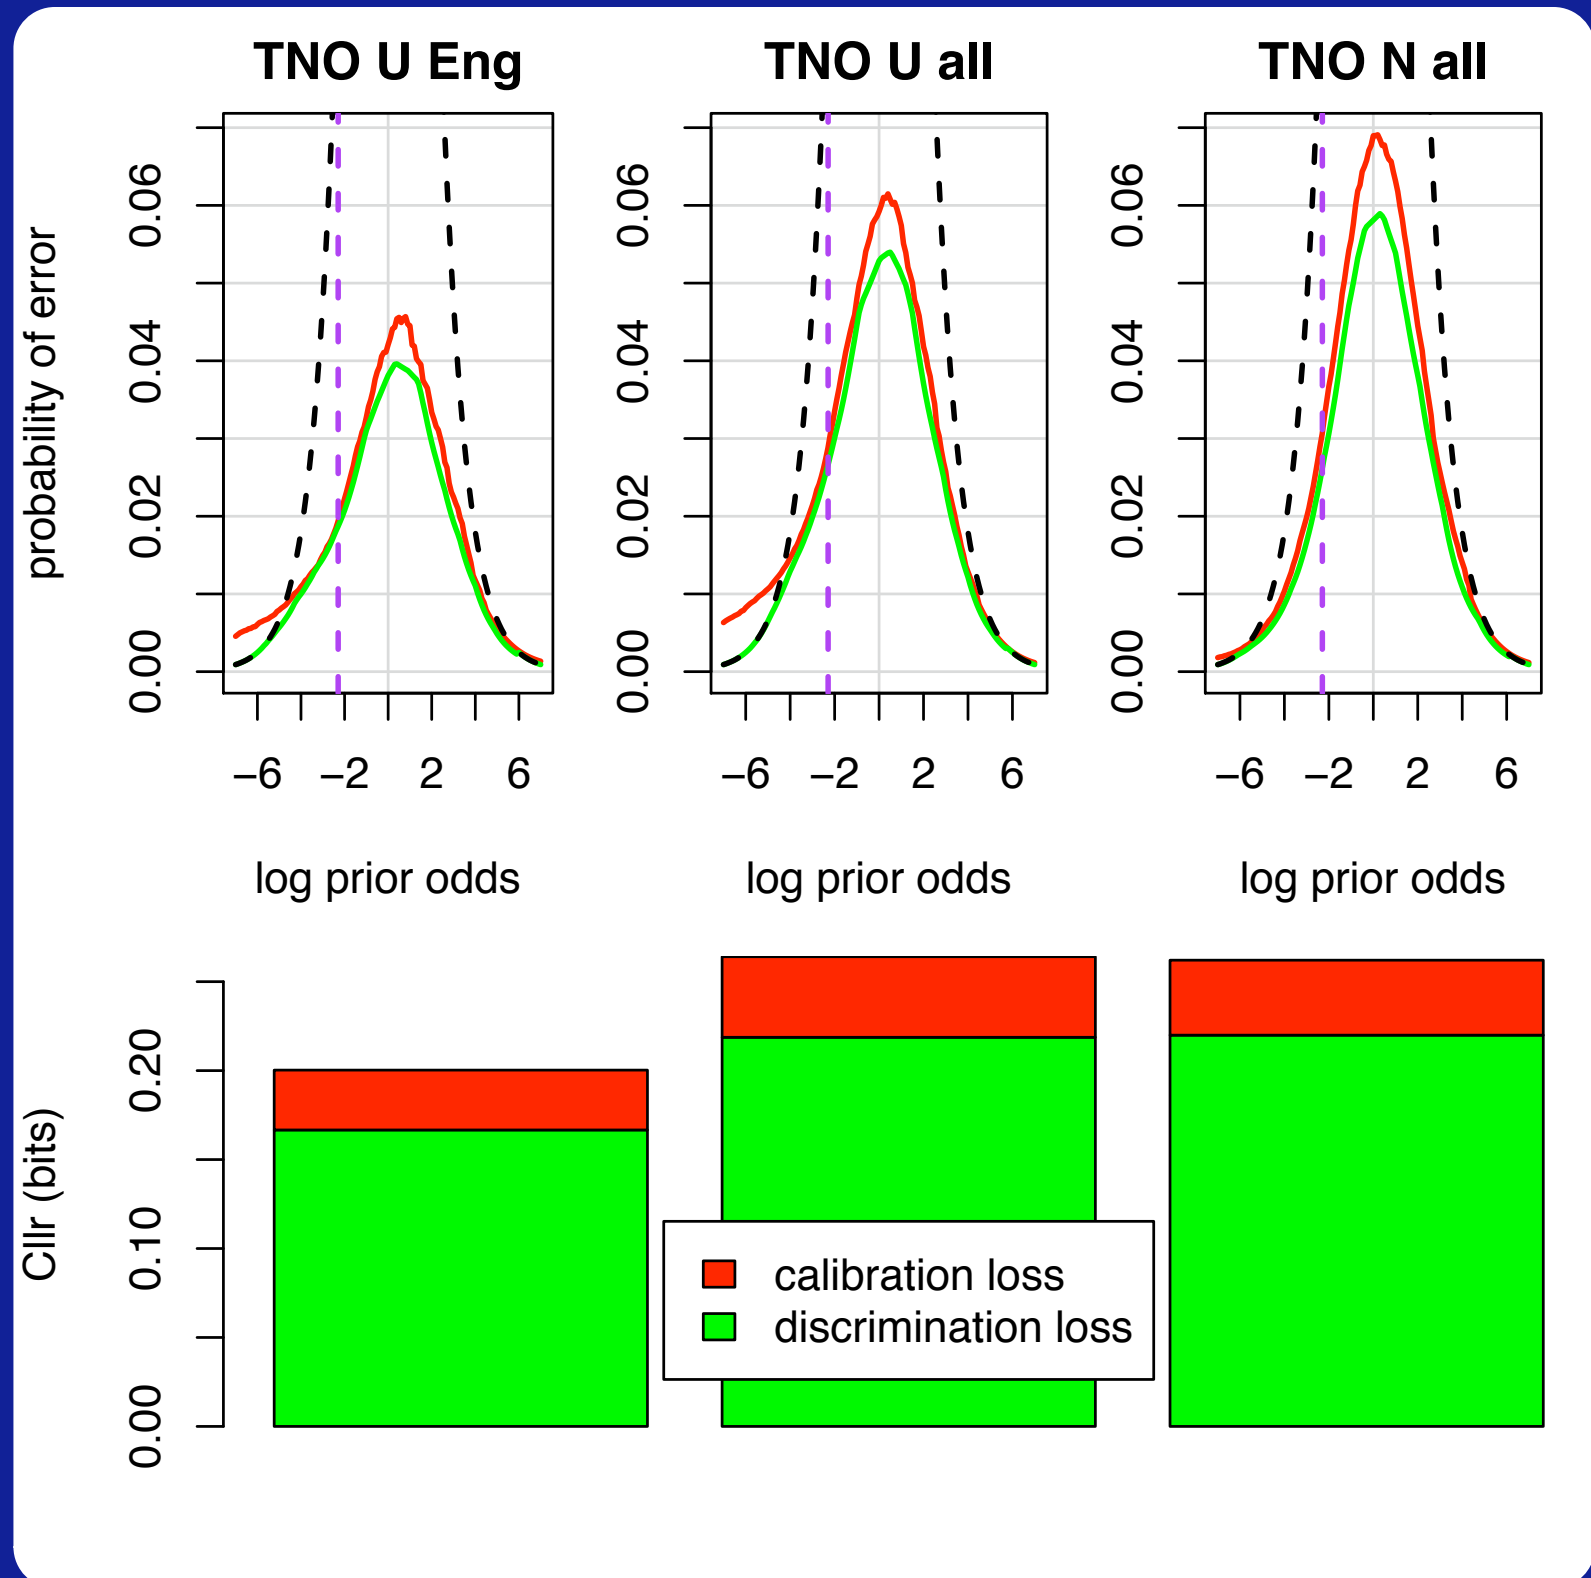 TNO U Eng
TNO U all
TNO N all
probability of error
0.00 0.02 0.04 0.06
−6 −2 2 6
log prior odds
0.00 0.02 0.04 0.06
−6 −2 2 6
log prior odds
0.00 0.02 0.04 0.06
−6 −2 2 6
log prior odds
Cllr (bits)
0.00 0.10 0.20
calibration loss
discrimination loss